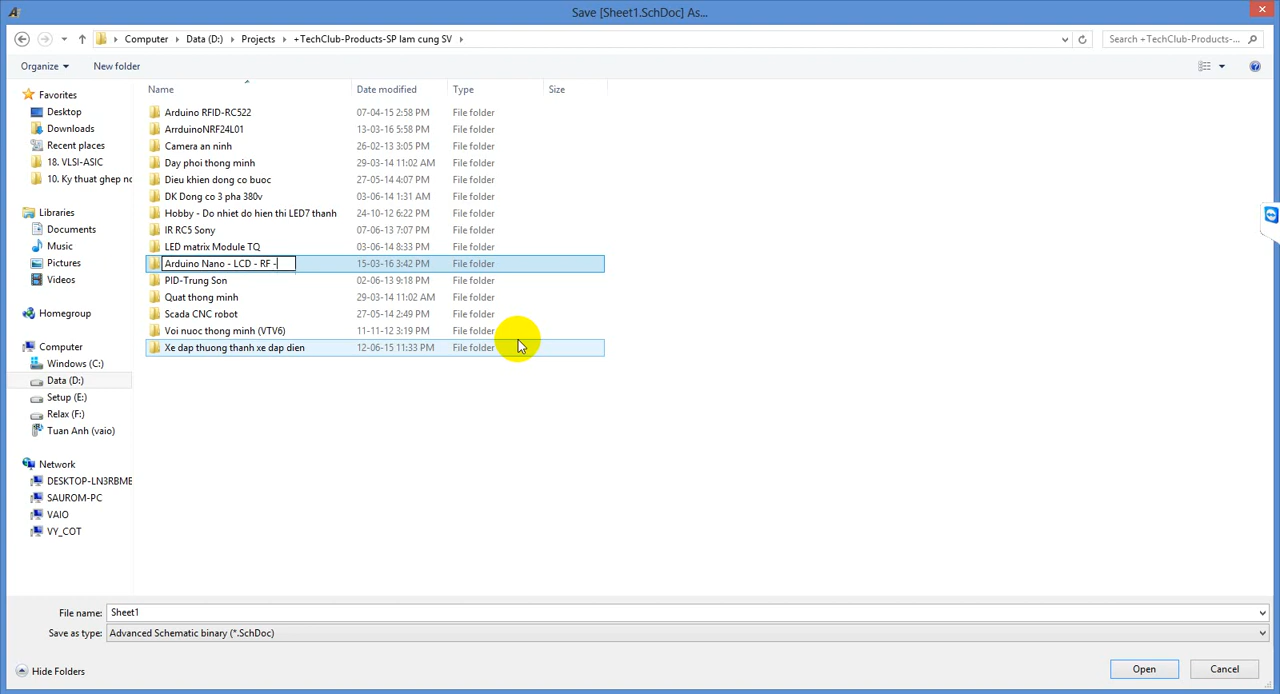 Save [Sheet1.SchDoc] As...
Computer Data (D:) Projects +TechClub-Products-SP lam cung SV
Search +TechClub-Products-...
Organize New folder
Name Date modified Type Size
Favorites
Desktop
Downloads
Recent places
18. VLSI-ASIC
10. Ky thuat ghep nc
Libraries
Documents
Music
Pictures
Videos
Homegroup
Computer
Windows (C:)
Data (D:)
Setup (E:)
Relax (F:)
Tuan Anh (vaio)
Network
DESKTOP-LN3RBME
SAUROM-PC
VAIO
VY_COT
Arduino RFID-RC522 07-04-15 2:58 PM File folder
ArrduinoNRF24L01 13-03-16 5:58 PM File folder
Camera an ninh 26-02-13 3:05 PM File folder
Day phoi thong minh 29-03-14 11:02 AM File folder
Dieu khien dong co buoc 27-05-14 4:07 PM File folder
DK Dong co 3 pha 380v 03-06-14 1:31 AM File folder
Hobby - Do nhiet do hien thi LED7 thanh 24-10-12 6:22 PM File folder
IR RC5 Sony 07-06-13 7:07 PM File folder
LED matrix Module TQ 03-06-14 8:33 PM File folder
Arduino Nano - LCD - RF - 15-03-16 3:42 PM File folder
PID-Trung Son 02-06-13 9:18 PM File folder
Quat thong minh 29-03-14 11:02 AM File folder
Scada CNC robot 27-05-14 2:49 PM File folder
Voi nuoc thong minh (VTV6) 11-11-12 3:19 PM File folder
Xe dap thuong thanh xe dap dien 12-06-15 11:33 PM File folder
File name: Sheet1
Save as type: Advanced Schematic binary (*.SchDoc)
Hide Folders
Open Cancel